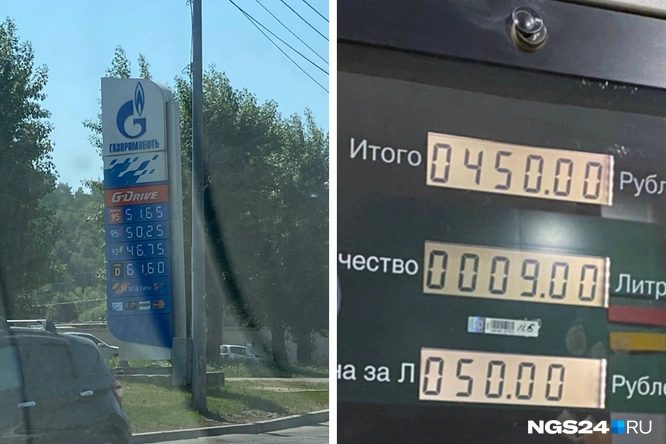 ГАЗПРОМНЕФТЬ
G-DRIVE
95 51.65
95 50.25
92 46.75
D 61.60
Магазин
Итого 0450.00 Рубл
чество 0009.00 Литр
на за Л 050.00 Рубле
NGS24.RU